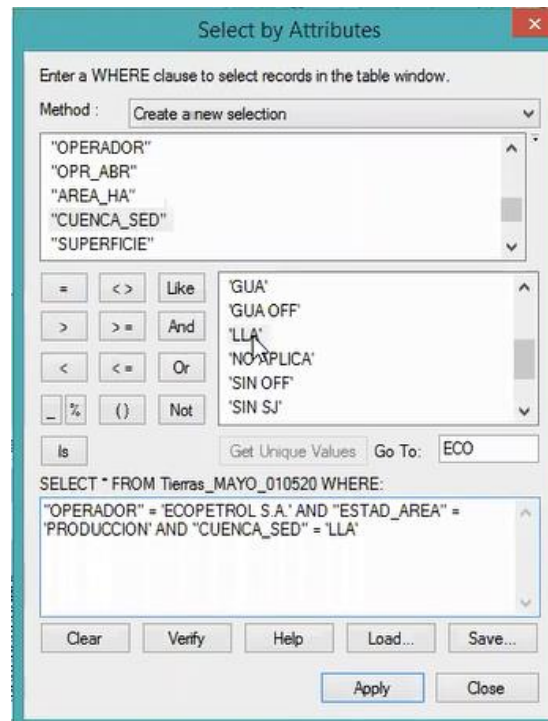 Select by Attributes
Enter a WHERE clause to select records in the table window.
Method : Create a new selection
"OPERADOR"
"OPR_ABR"
"AREA_HA"
"CUENCA_SED"
"SUPERFICIE"
= <> Like
> >= And
< <= Or
_ % () Not
Is
'GUA'
'GUA OFF'
'LLA'
'NO APLICA'
'SIN OFF'
'SIN SJ'
Get Unique Values Go To: ECO
SELECT * FROM Tierras_MAYO_010520 WHERE:
"OPERADOR" = 'ECOPETROL S.A.' AND "ESTAD_AREA" =
'PRODUCCION' AND "CUENCA_SED" = 'LLA'
Clear Verify Help Load... Save...
Apply Close